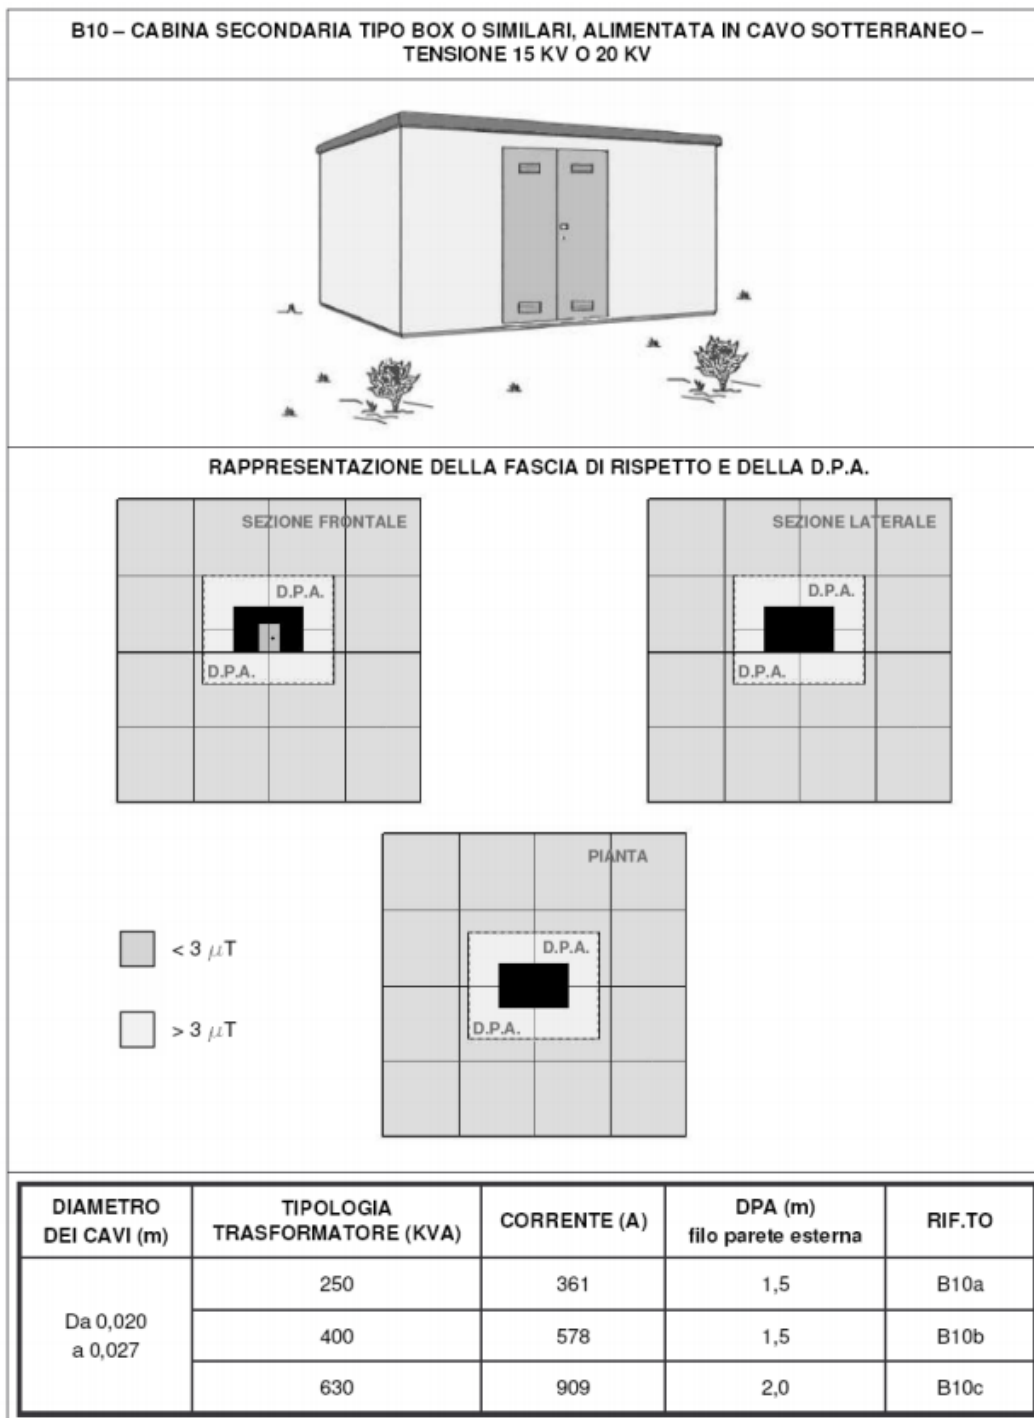 B10 – CABINA SECONDARIA TIPO BOX O SIMILARI, ALIMENTATA IN CAVO SOTTERRANEO –
TENSIONE 15 KV O 20 KV
RAPPRESENTAZIONE DELLA FASCIA DI RISPETTO E DELLA D.P.A.
SEZIONE FRONTALE
D.P.A.
D.P.A.
SEZIONE LATERALE
D.P.A.
D.P.A.
PIANTA
D.P.A.
D.P.A.
< 3 μT
> 3 μT
DIAMETRO
DEI CAVI (m)
TIPOLOGIA
TRASFORMATORE (KVA)
CORRENTE (A)
DPA (m)
filo parete esterna
RIF.TO
Da 0,020
a 0,027
250
361
1,5
B10a
400
578
1,5
B10b
630
909
2,0
B10c